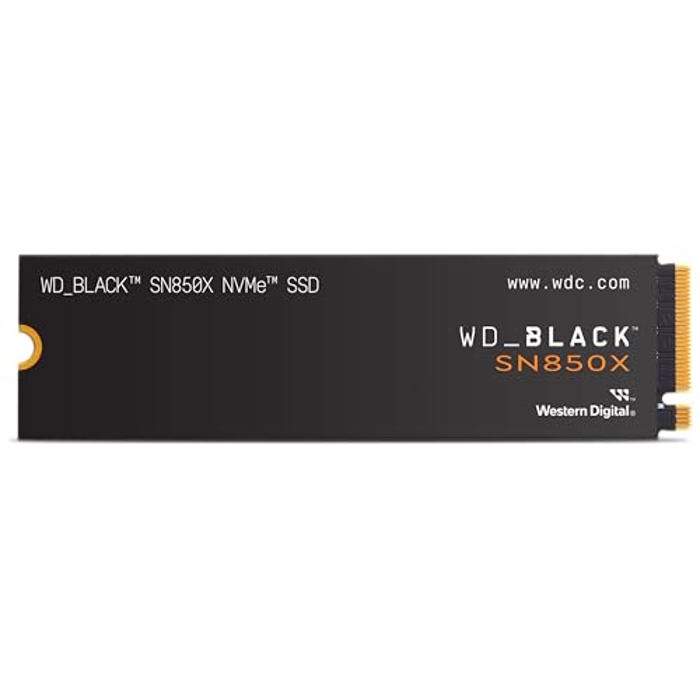 WD_BLACK™ SN850X NVMe™ SSD
www.wdc.com
WD_BLACK™
SN850X
Western Digital®